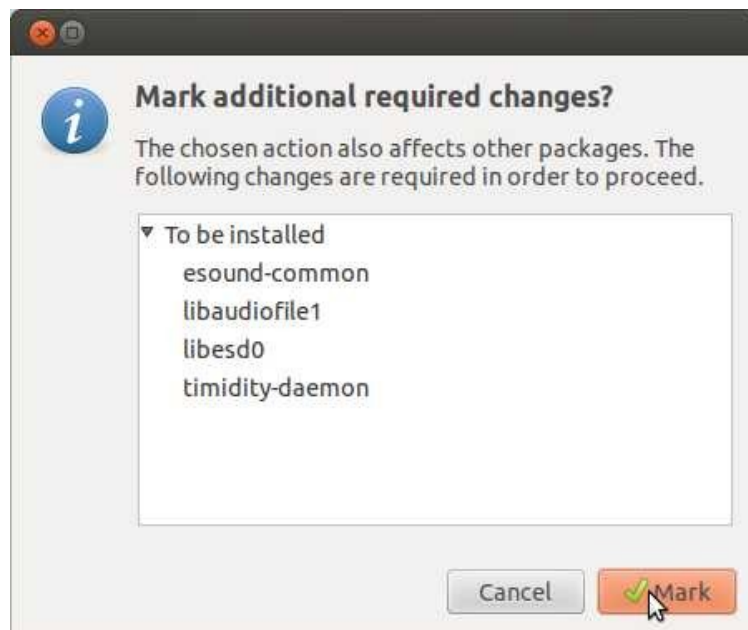 Mark additional required changes?
The chosen action also affects other packages. The
following changes are required in order to proceed.
To be installed
esound-common
libaudiofile1
libesd0
timidity-daemon
Cancel
Mark